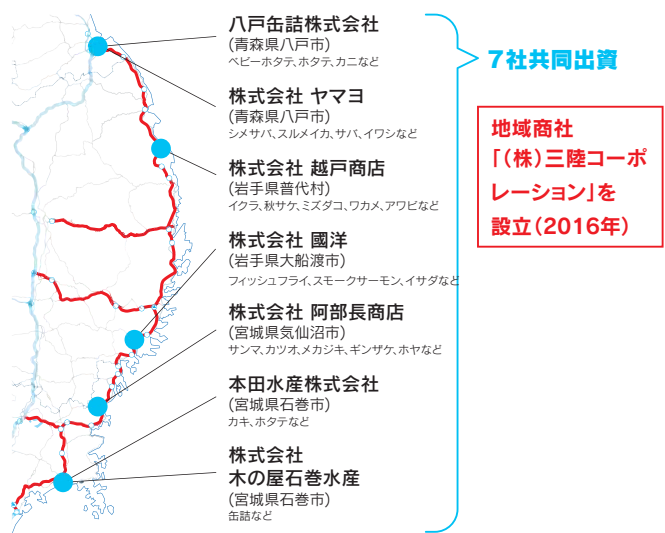 八戸缶詰株式会社
(青森県八戸市)
ベビーホタテ、ホタテ、カニなど
株式会社 ヤマヨ
(青森県八戸市)
シメサバ、スルメイカ、サバ、イワシなど
株式会社 越戸商店
(岩手県普代村)
イクラ、秋サケ、ミズダコ、ワカメ、アワビなど
株式会社 國洋
(岩手県大船渡市)
フィッシュフライ、スモークサーモン、イサダなど
株式会社 阿部長商店
(宮城県気仙沼市)
サンマ、カツオ、メカジキ、ギンザケ、ホヤなど
本田水産株式会社
(宮城県石巻市)
カキ、ホタテなど
株式会社
木の屋石巻水産
(宮城県石巻市)
缶詰など
7社共同出資
地域商社
「(株)三陸コーポ
レーション」を
設立(2016年)